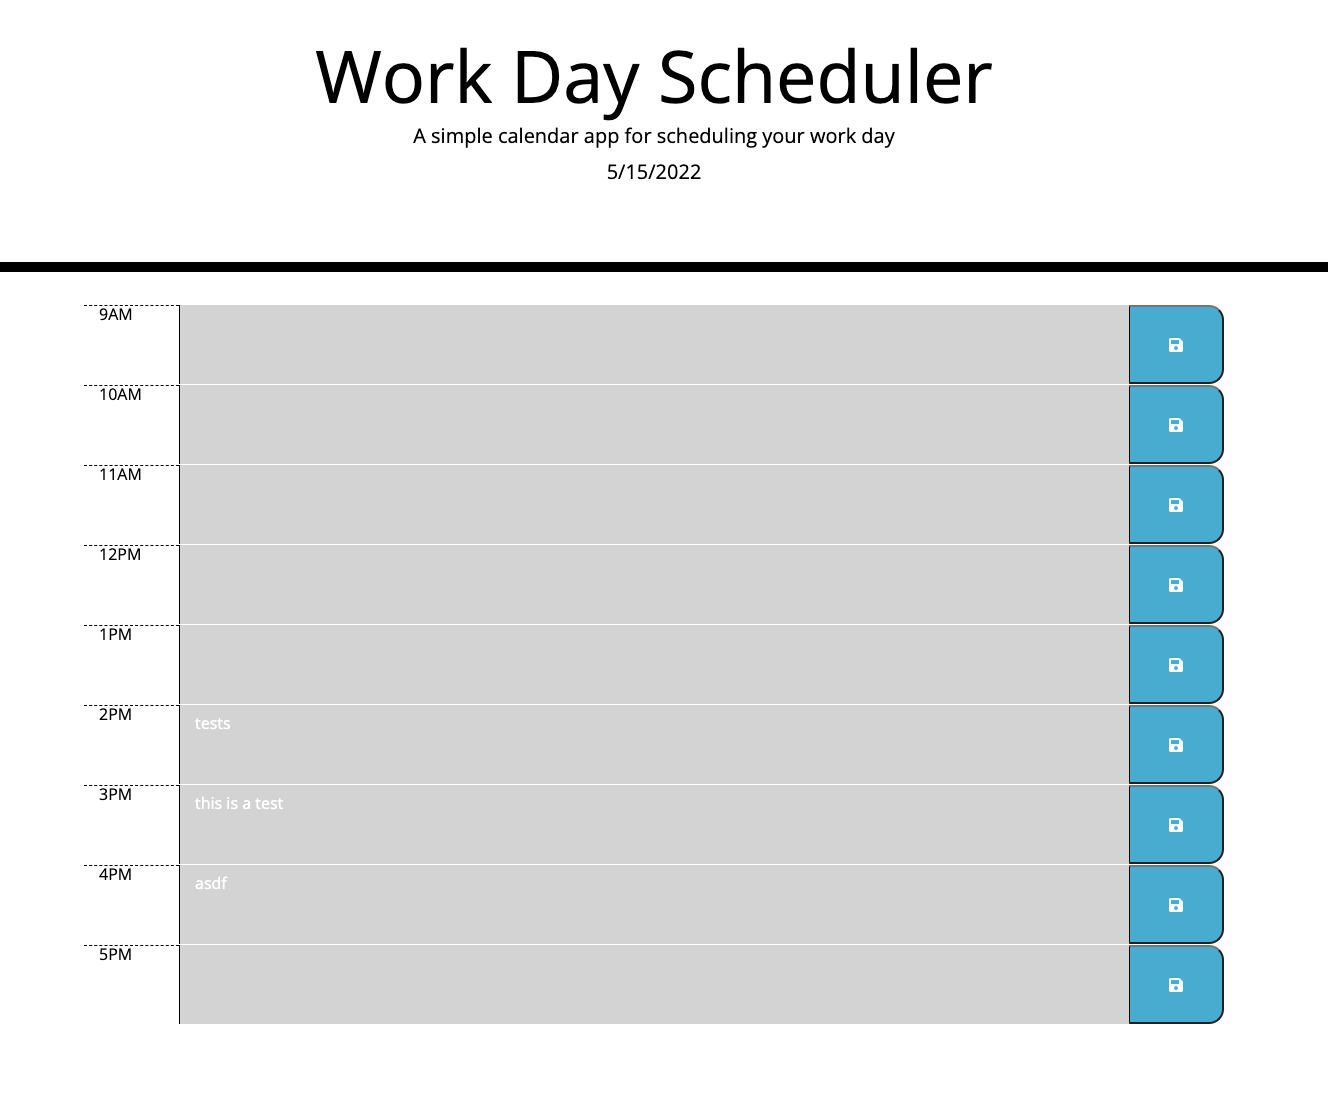 Work Day Scheduler
A simple calendar app for scheduling your work day
5/15/2022
9AM
10AM
11AM
12PM
1PM
2PM
tests
3PM
this is a test
4PM
asdf
5PM